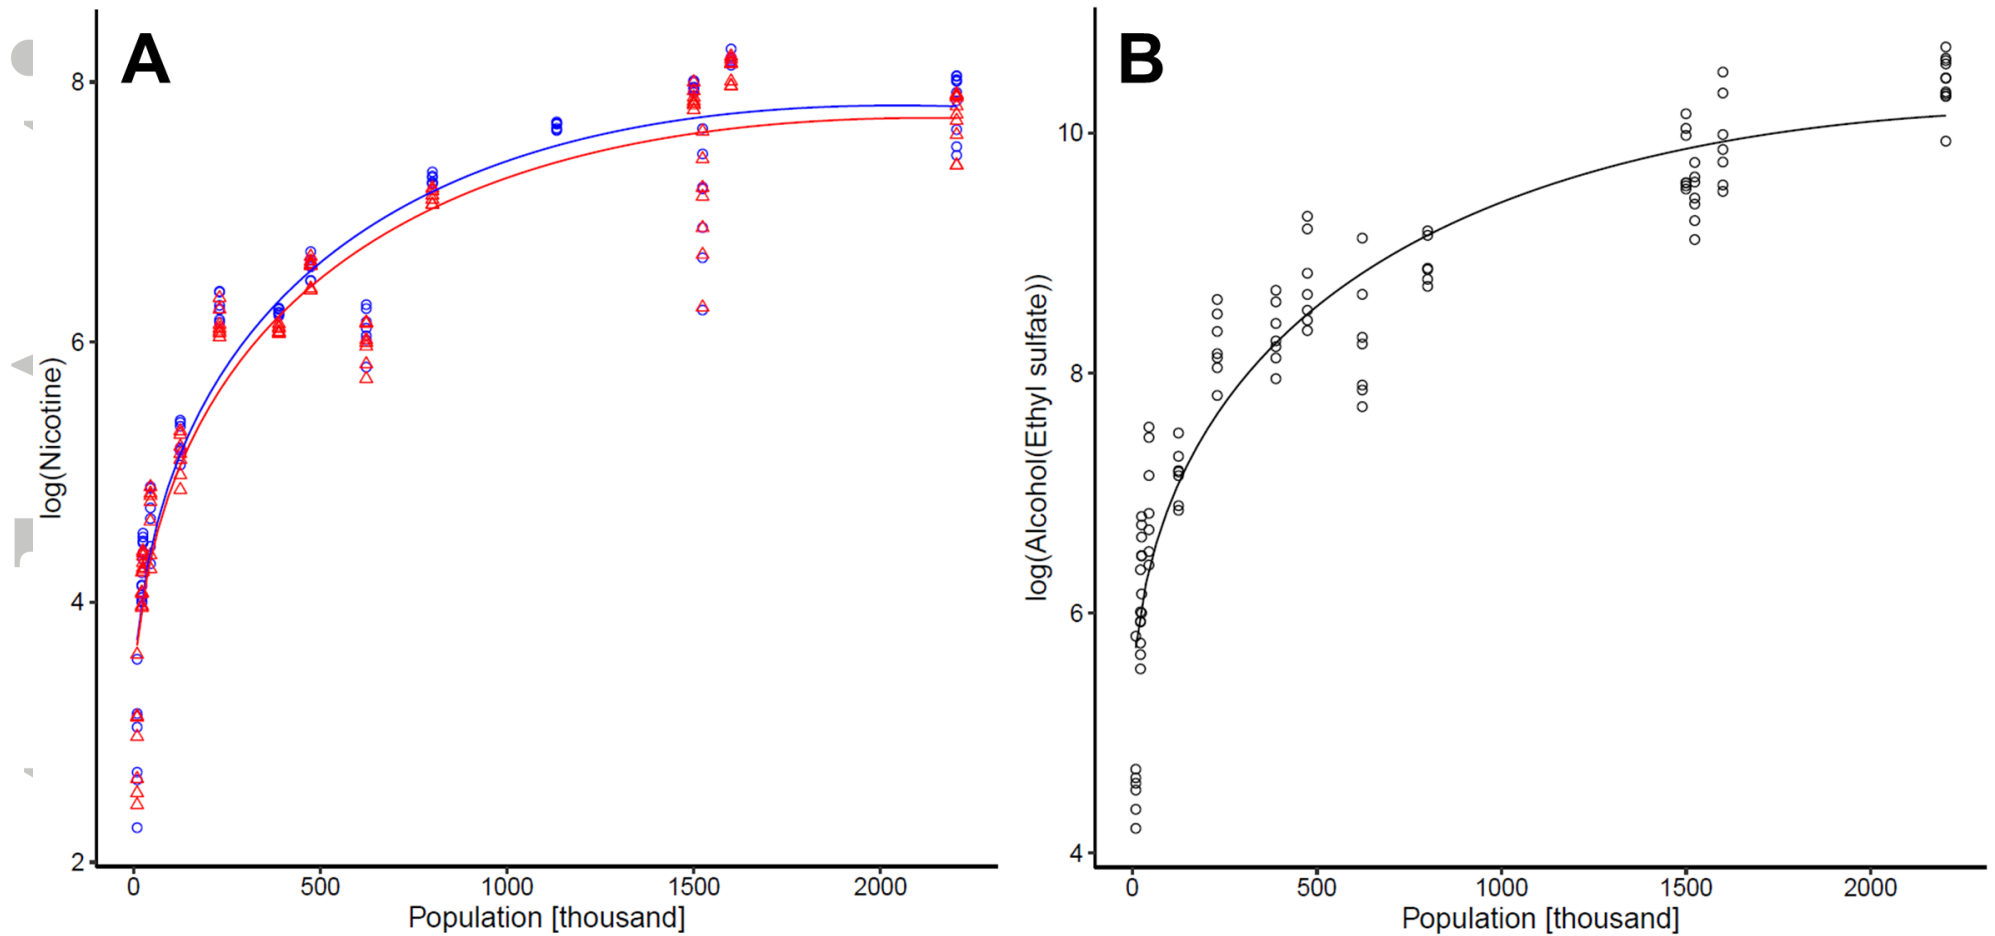 A
8
6
4
2
log(Nicotine)
0 500 1000 1500 2000
Population [thousand]
B
10
8
6
4
log(Alcohol(Ethyl sulfate))
0 500 1000 1500 2000
Population [thousand]